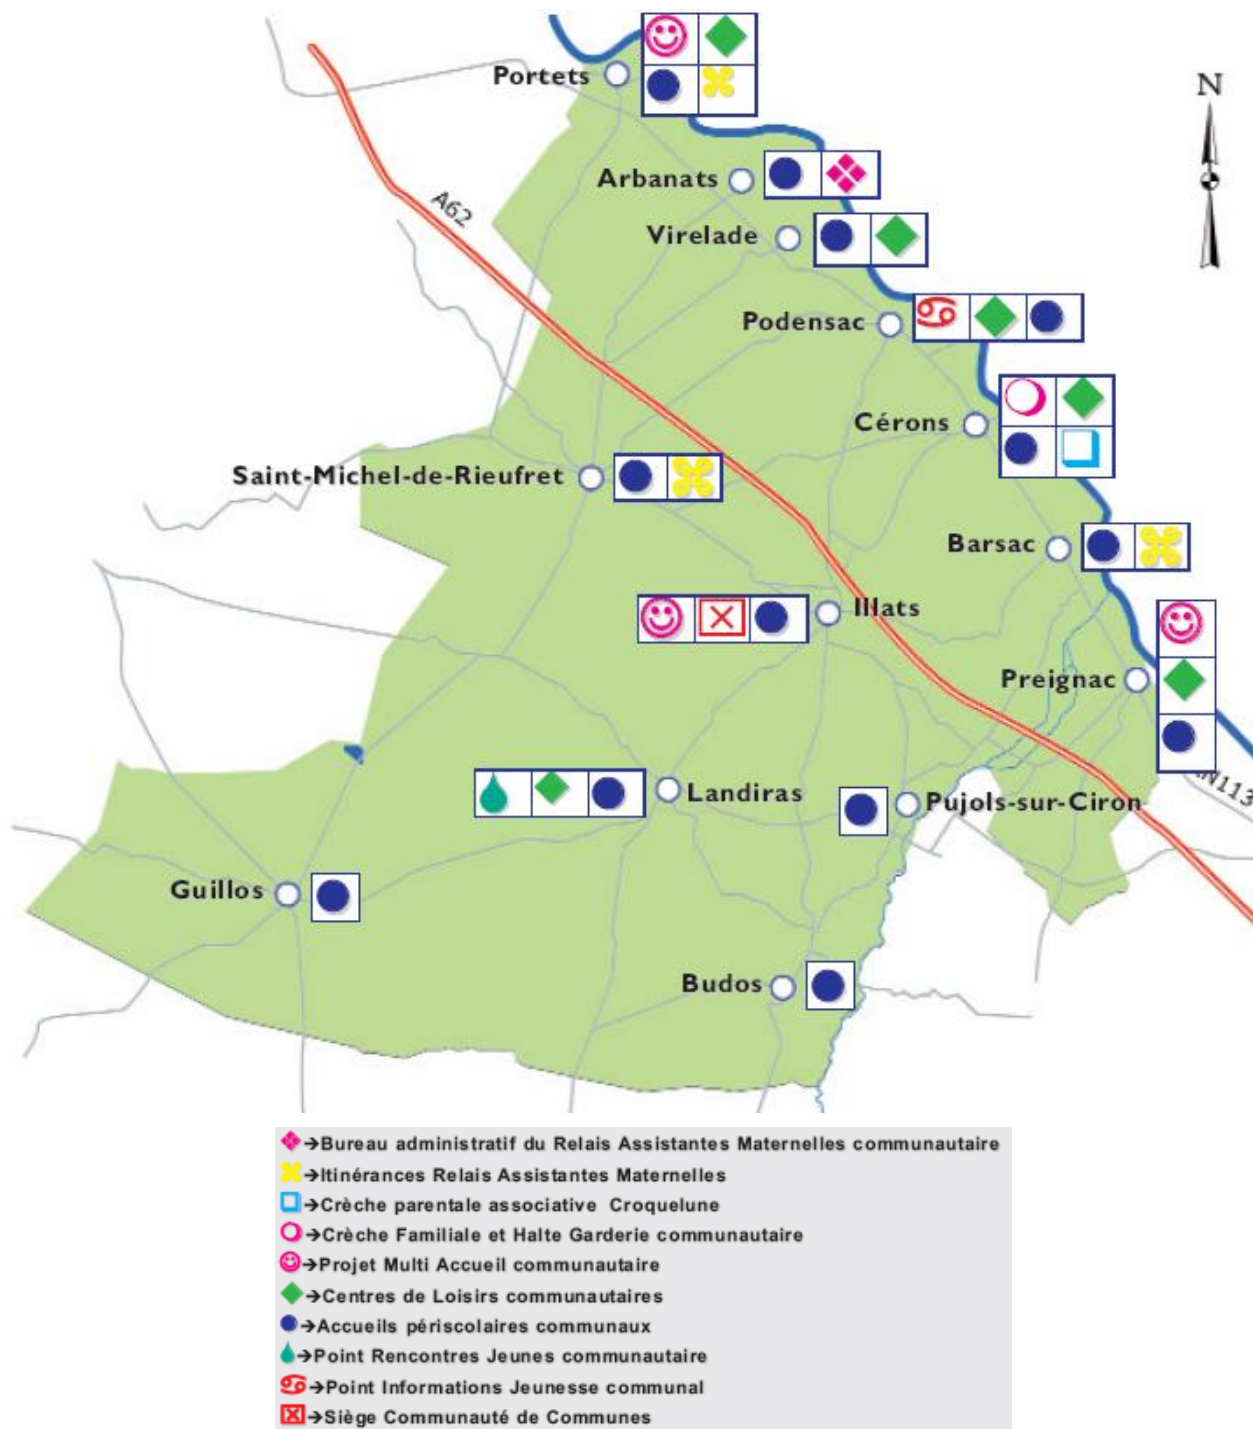 Portets
N
A62
Arbanats
Virelade
Podensac
Cérons
Saint-Michel-de-Rieufret
Barsac
Illats
Preignac
Landiras
Pujols-sur-Ciron
N113
Guillos
Budos
→Bureau administratif du Relais Assistantes Maternelles communautaire
→Itinérances Relais Assistantes Maternelles
→Crèche parentale associative Croquelune
→Crèche Familiale et Halte Garderie communautaire
→Projet Multi Accueil communautaire
→Centres de Loisirs communautaires
→Accueils périscolaires communaux
→Point Rencontres Jeunes communautaire
→Point Informations Jeunesse communal
→Siège Communauté de Communes